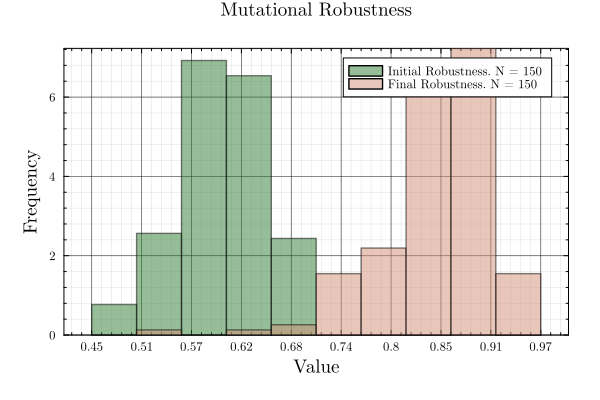 Mutational Robustness
Initial Robustness. N = 150
Final Robustness. N = 150
Frequency
6
4
2
0
0.45 0.51 0.57 0.62 0.68 0.74 0.8 0.85 0.91 0.97
Value